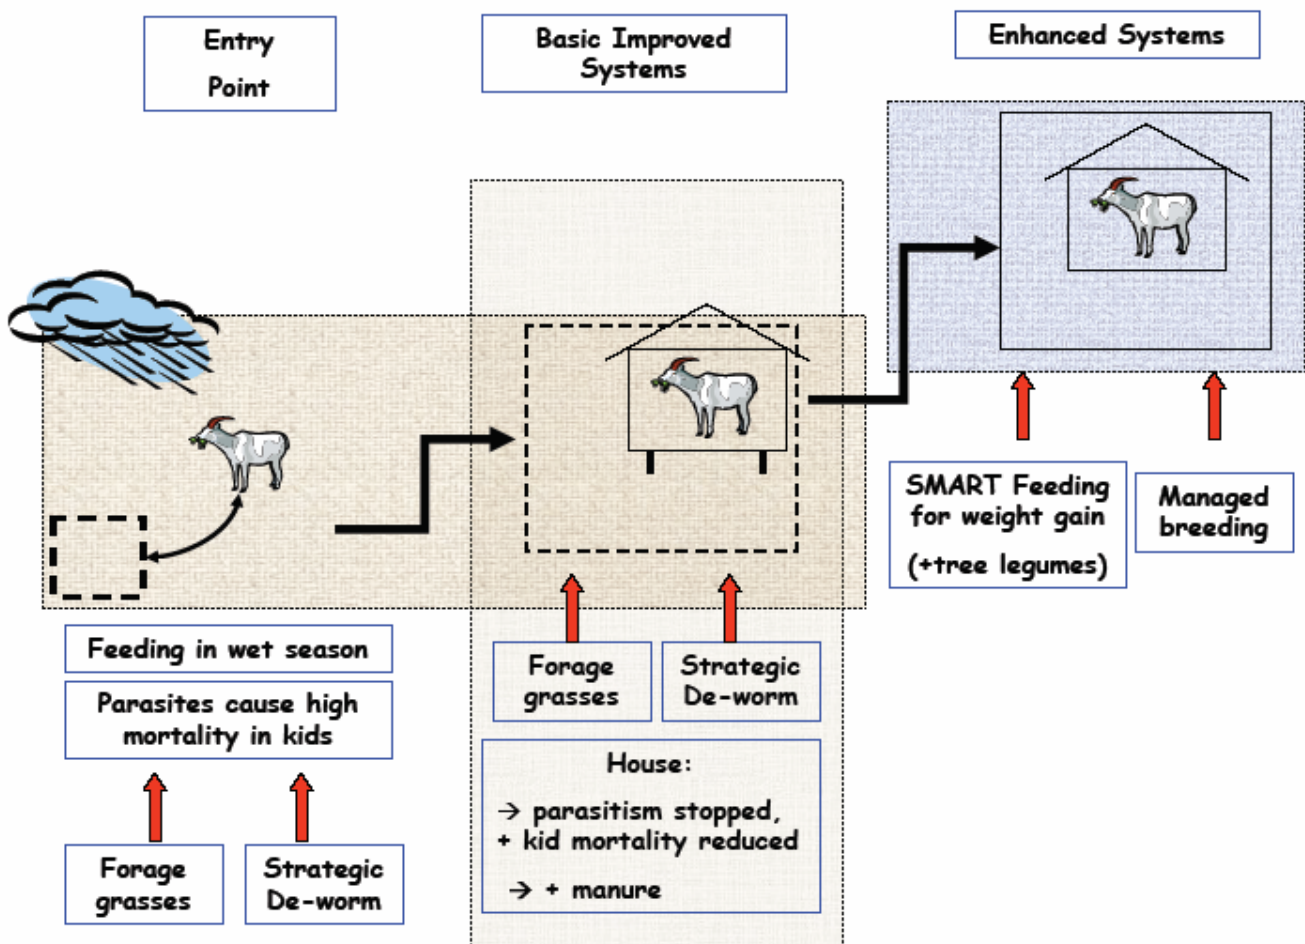 Entry
Point
Basic Improved
Systems
Enhanced Systems
Feeding in wet season
Parasites cause high
mortality in kids
Forage
grasses
Strategic
De-worm
Forage
grasses
Strategic
De-worm
House:
→ parasitism stopped,
+ kid mortality reduced
→ + manure
SMART Feeding
for weight gain
(+tree legumes)
Managed
breeding